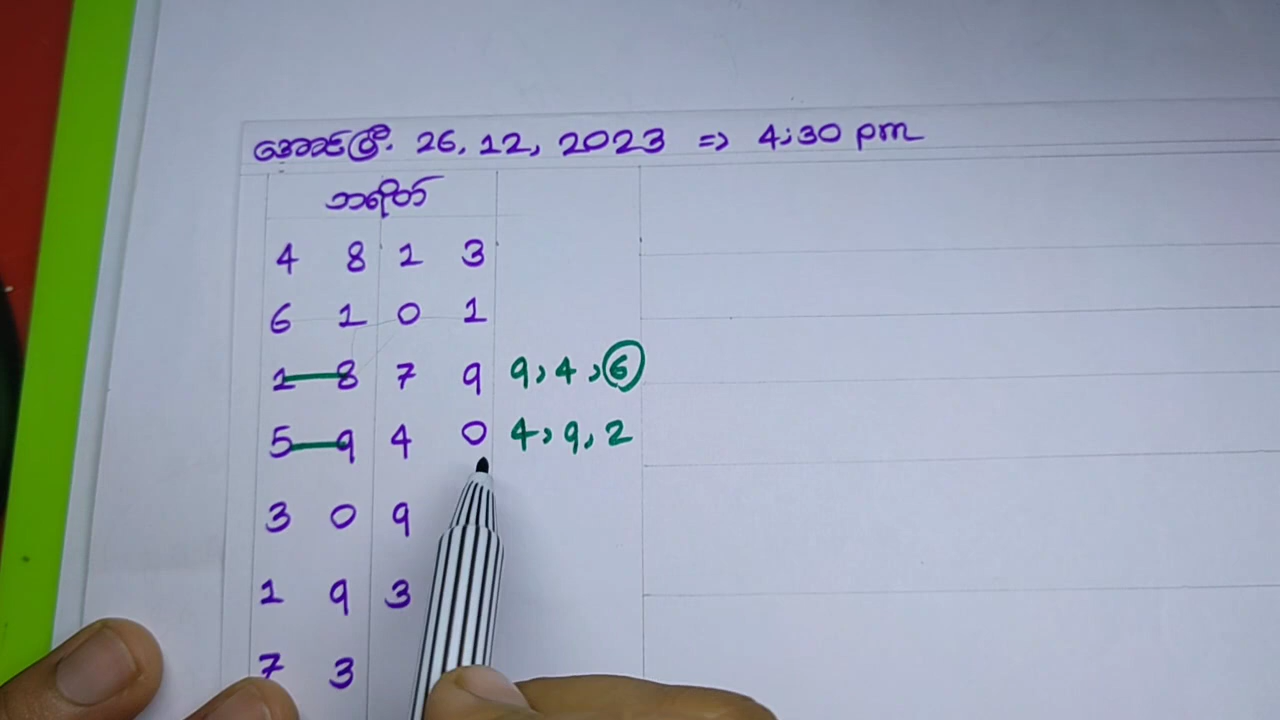 အောင်ပြီ. 26, 12, 2023 => 4:30 pm
ဘရိတ်
4 8 2 3
6 1 0 1
1 8 7 9 9, 4, 6
5 9 4 0 4, 9, 2
3 0 9
1 9 3
7 3